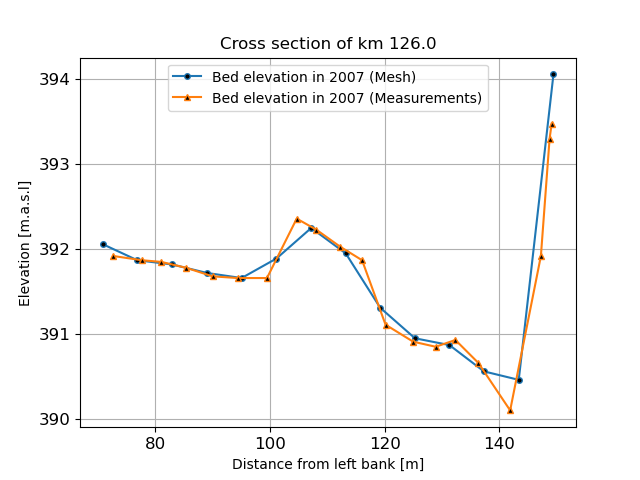 Cross section of km 126.0
Bed elevation in 2007 (Mesh)
Bed elevation in 2007 (Measurements)
394
393
392
391
390
Elevation [m.a.s.l]
80 100 120 140
Distance from left bank [m]